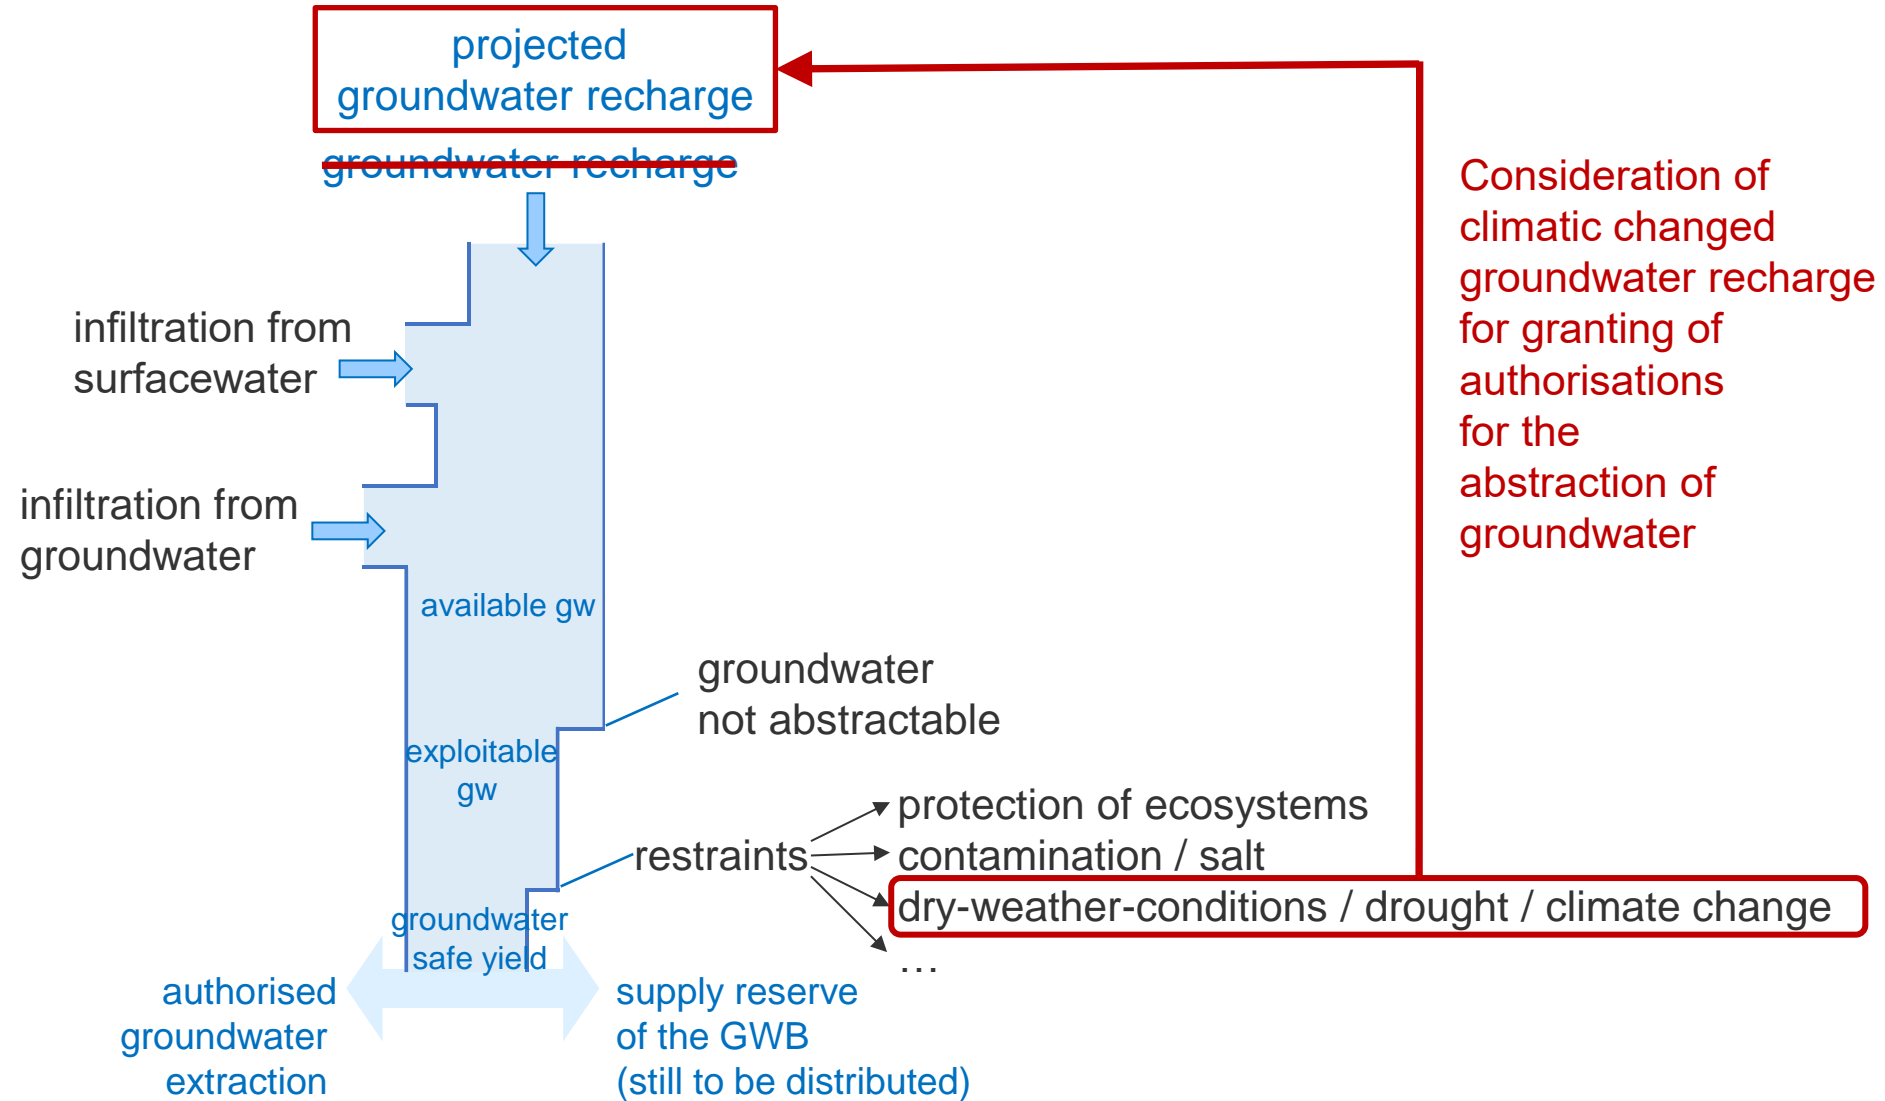 projected
groundwater recharge
groundwater recharge
Consideration of
climatic changed
groundwater recharge
for granting of
authorisations
for the
abstraction of
groundwater
infiltration from
surfacewater
infiltration from
groundwater
available gw
groundwater
not abstractable
exploitable
gw
restraints
protection of ecosystems
contamination / salt
dry-weather-conditions / drought / climate change
…
groundwater
safe yield
authorised
groundwater
extraction
supply reserve
of the GWB
(still to be distributed)